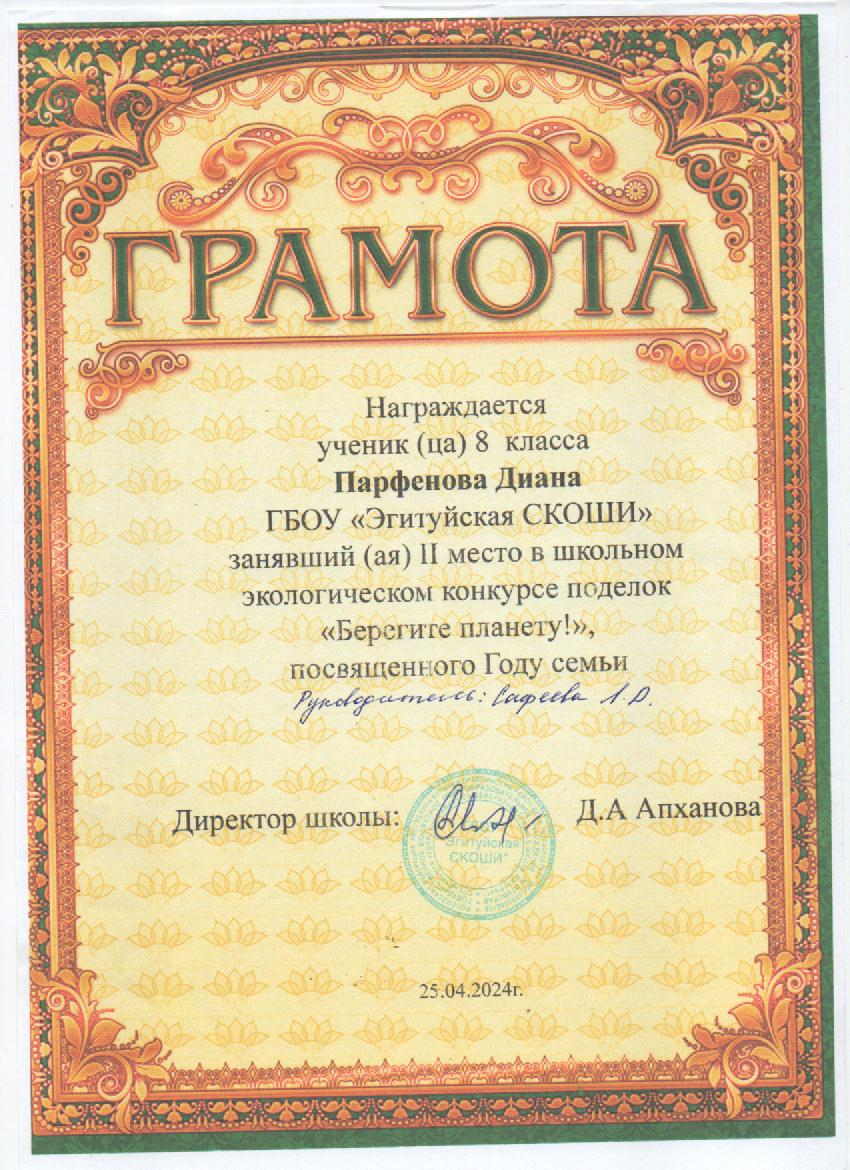 ГРАМОТА
Награждается
ученик (ца) 8 класса
Парфенова Диана
ГБОУ «Эгитуйская СКОШИ»
занявший (ая) II место в школьном
экологическом конкурсе поделок
«Берегите планету!»,
посвященного Году семьи
Руководитель: Сафеева Л.Д.
Директор школы:
Д.А Апханова
Эгитуйская
СКОШИ"
25.04.2024г.